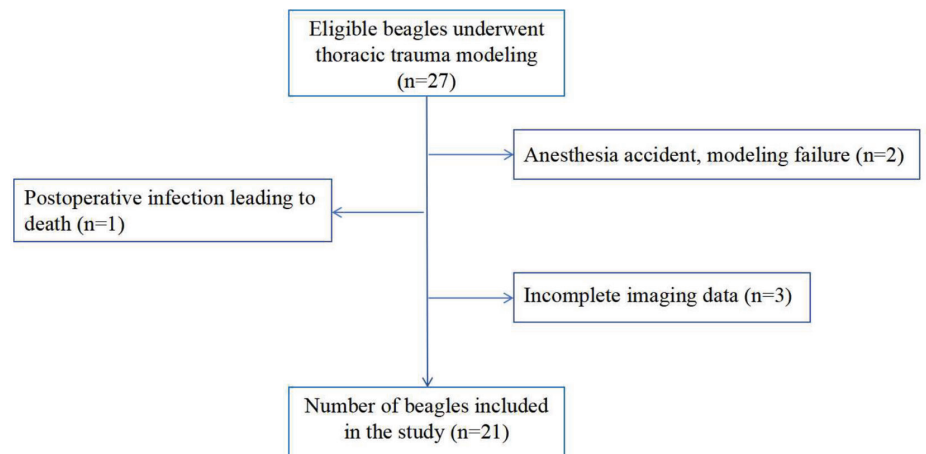 Eligible beagles underwent
thoracic trauma modeling
(n=27)
Anesthesia accident, modeling failure (n=2)
Postoperative infection leading to
death (n=1)
Incomplete imaging data (n=3)
Number of beagles included
in the study (n=21)